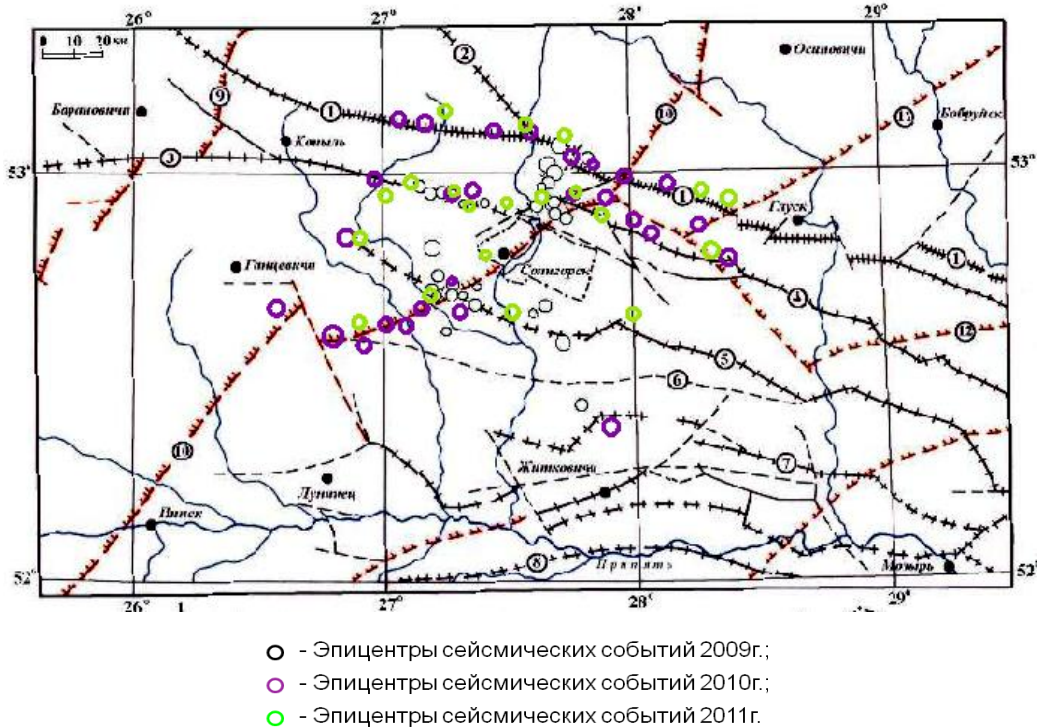 27° 28° 29°
0 10 20 км
2
Осиповичи
9
11
Барановичи
1
10
Бобруйск
Копыль
3
53° 53°
1
Глуск
Ганцевичи
Солигорск
1
4
12
5
6
10
7
Житковичи
Лунинец
Пинск
8
Припять
Мозырь
52° 52°
26° 27° 28° 29°
1
- Эпицентры сейсмических событий 2009г.;
- Эпицентры сейсмических событий 2010г.;
- Эпицентры сейсмических событий 2011г.